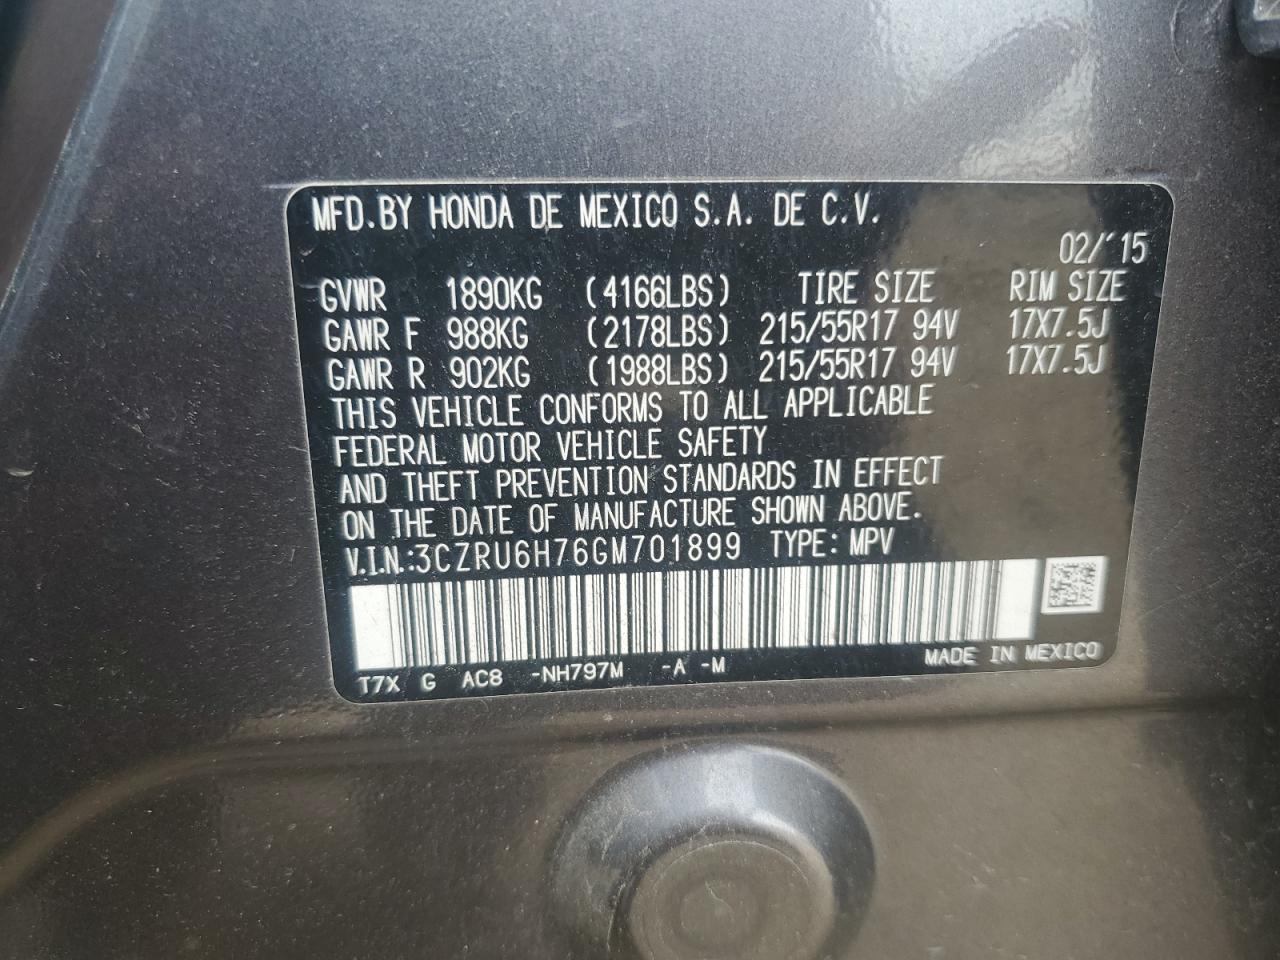 MFD.BY HONDA DE MEXICO S.A. DE C.V.
02/'15
GVWR 1890KG (4166LBS) TIRE SIZE RIM SIZE
GAWR F 988KG (2178LBS) 215/55R17 94V 17X7.5J
GAWR R 902KG (1988LBS) 215/55R17 94V 17X7.5J
THIS VEHICLE CONFORMS TO ALL APPLICABLE
FEDERAL MOTOR VEHICLE SAFETY
AND THEFT PREVENTION STANDARDS IN EFFECT
ON THE DATE OF MANUFACTURE SHOWN ABOVE.
V.I.N.:3CZRU6H76GM701899 TYPE: MPV
T7X G AC8 -NH797M -A -M MADE IN MEXICO